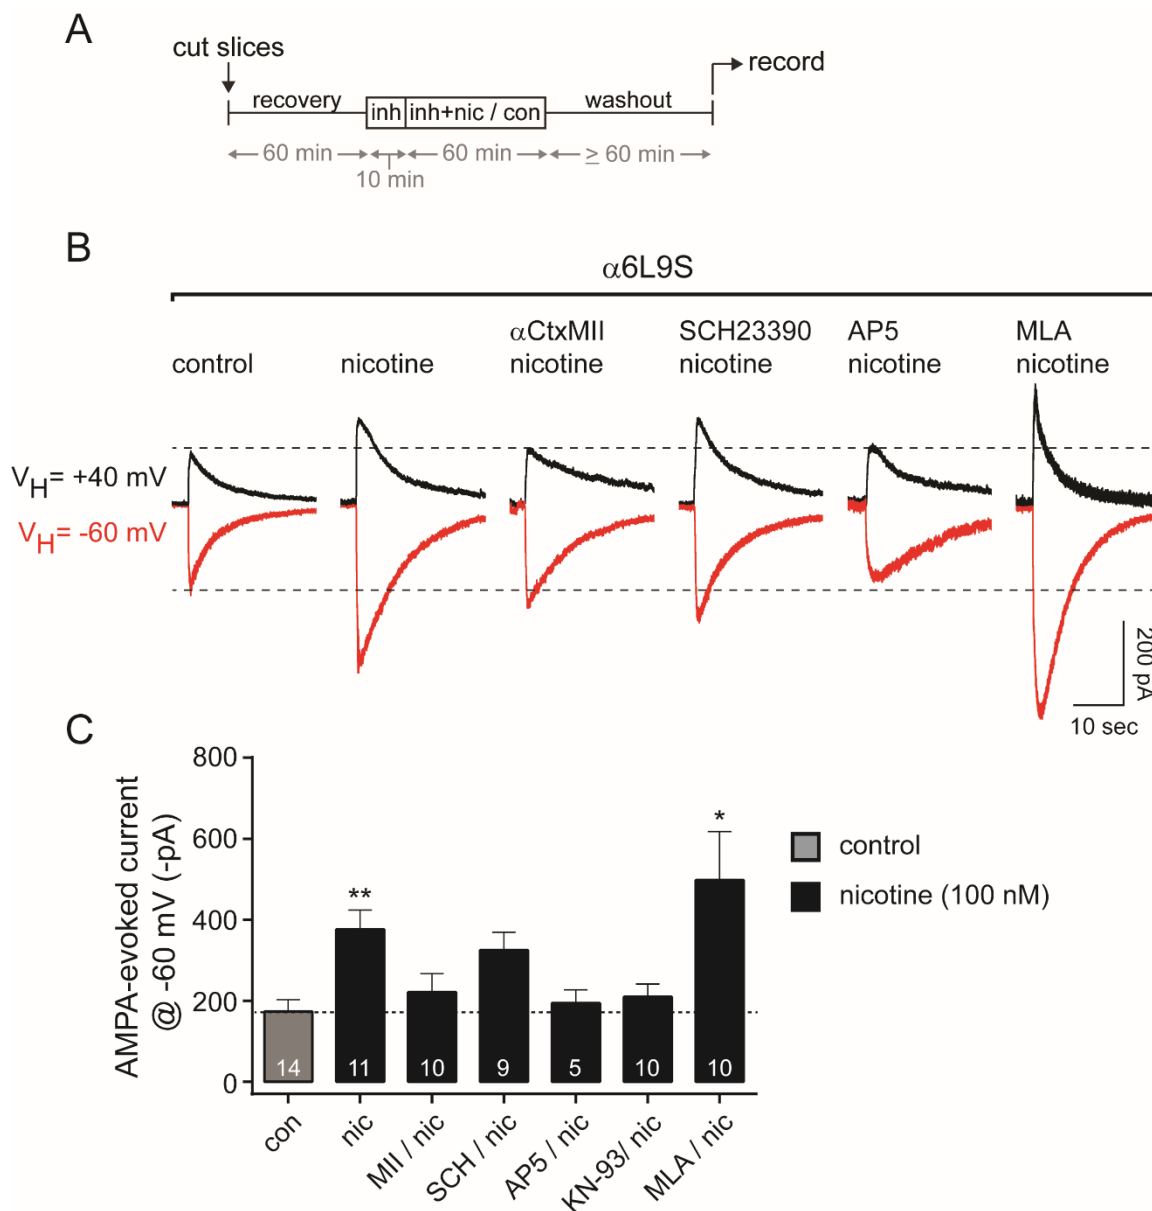 A
cut slices
record
recovery
inh
inh+nic / con
washout
60 min
60 min
≥ 60 min
10 min
B
α6L9S
control
nicotine
αCtxMII
nicotine
SCH23390
nicotine
AP5
nicotine
MLA
nicotine
VH= +40 mV
VH= -60 mV
200 pA
10 sec
C
AMPA-evoked current
@ -60 mV (-pA)
800
600
400
200
0
**
*
14
11
10
9
5
10
10
con
nic
MII / nic
SCH / nic
AP5 / nic
KN-93/ nic
MLA / nic
control
nicotine (100 nM)